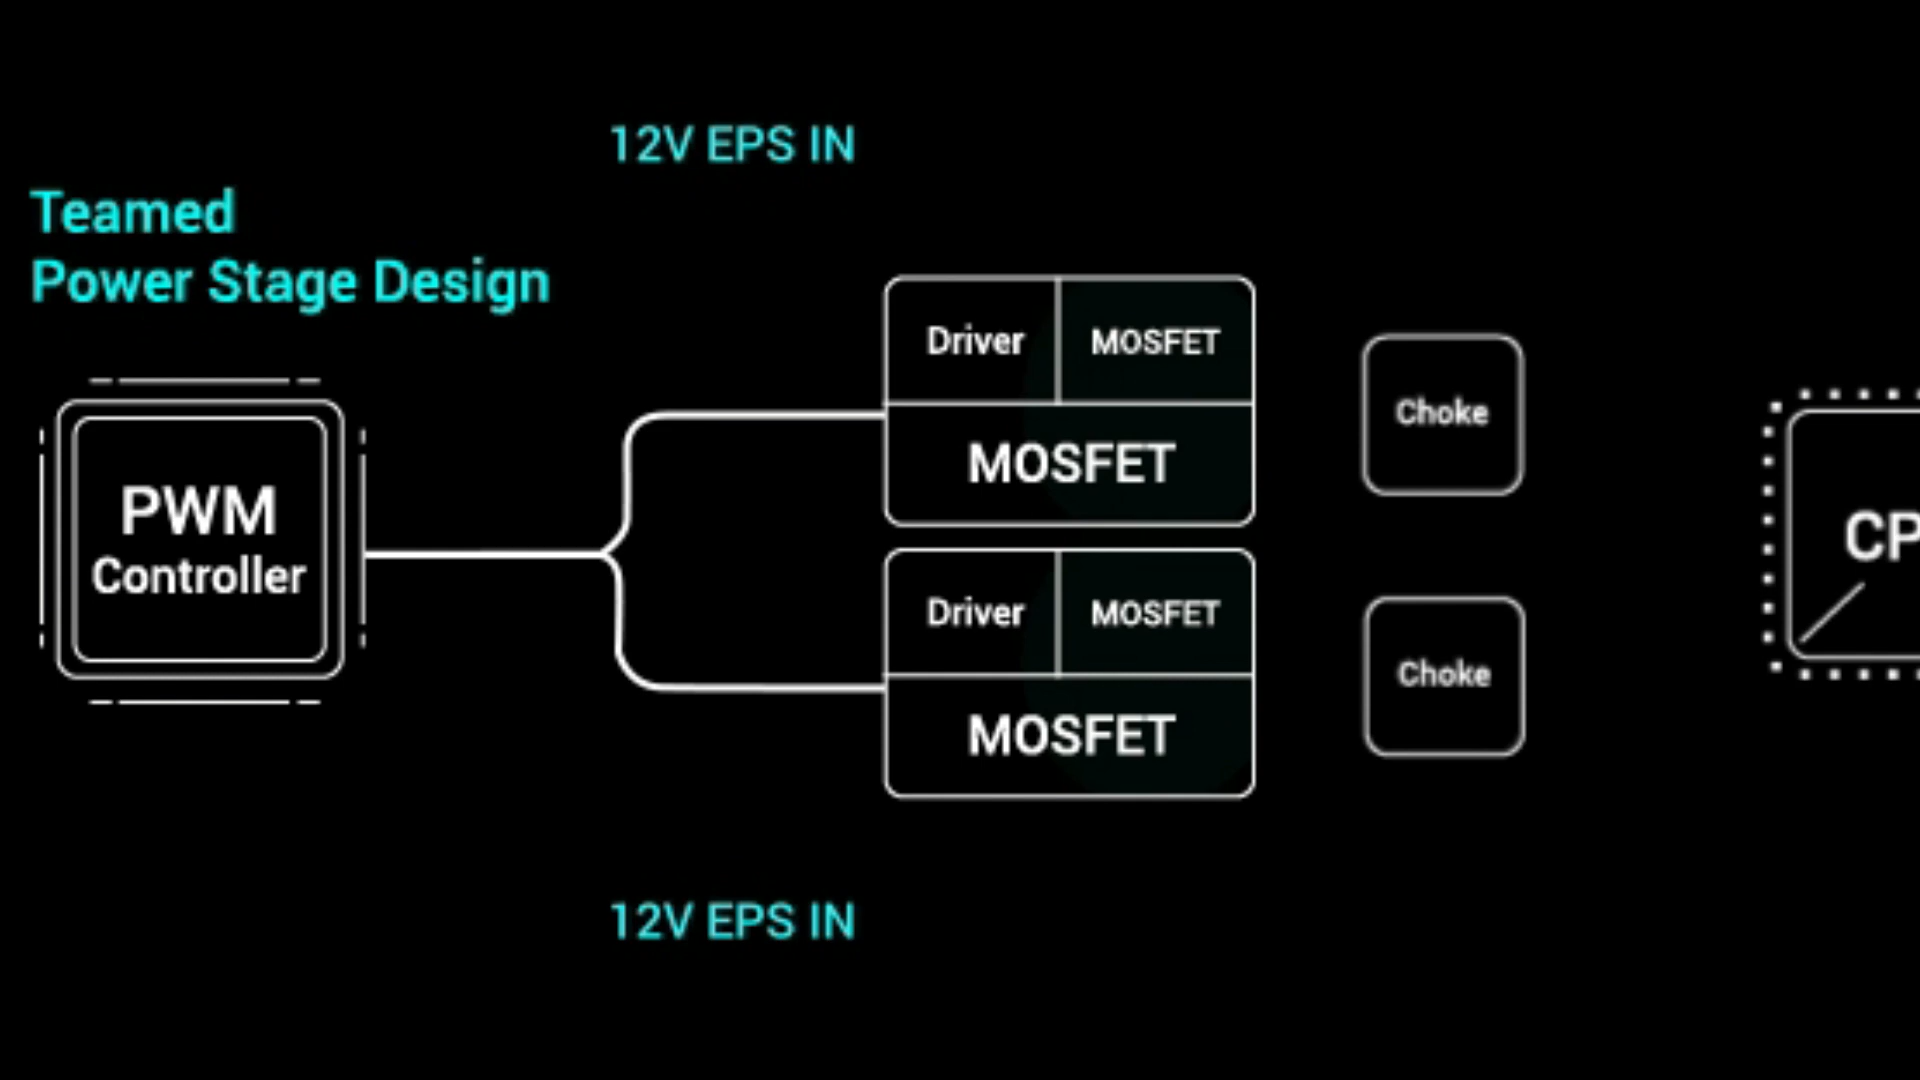 12V EPS IN
Teamed
Power Stage Design
Driver
MOSFET
MOSFET
Choke
PWM
Controller
CP
Driver
MOSFET
MOSFET
Choke
12V EPS IN